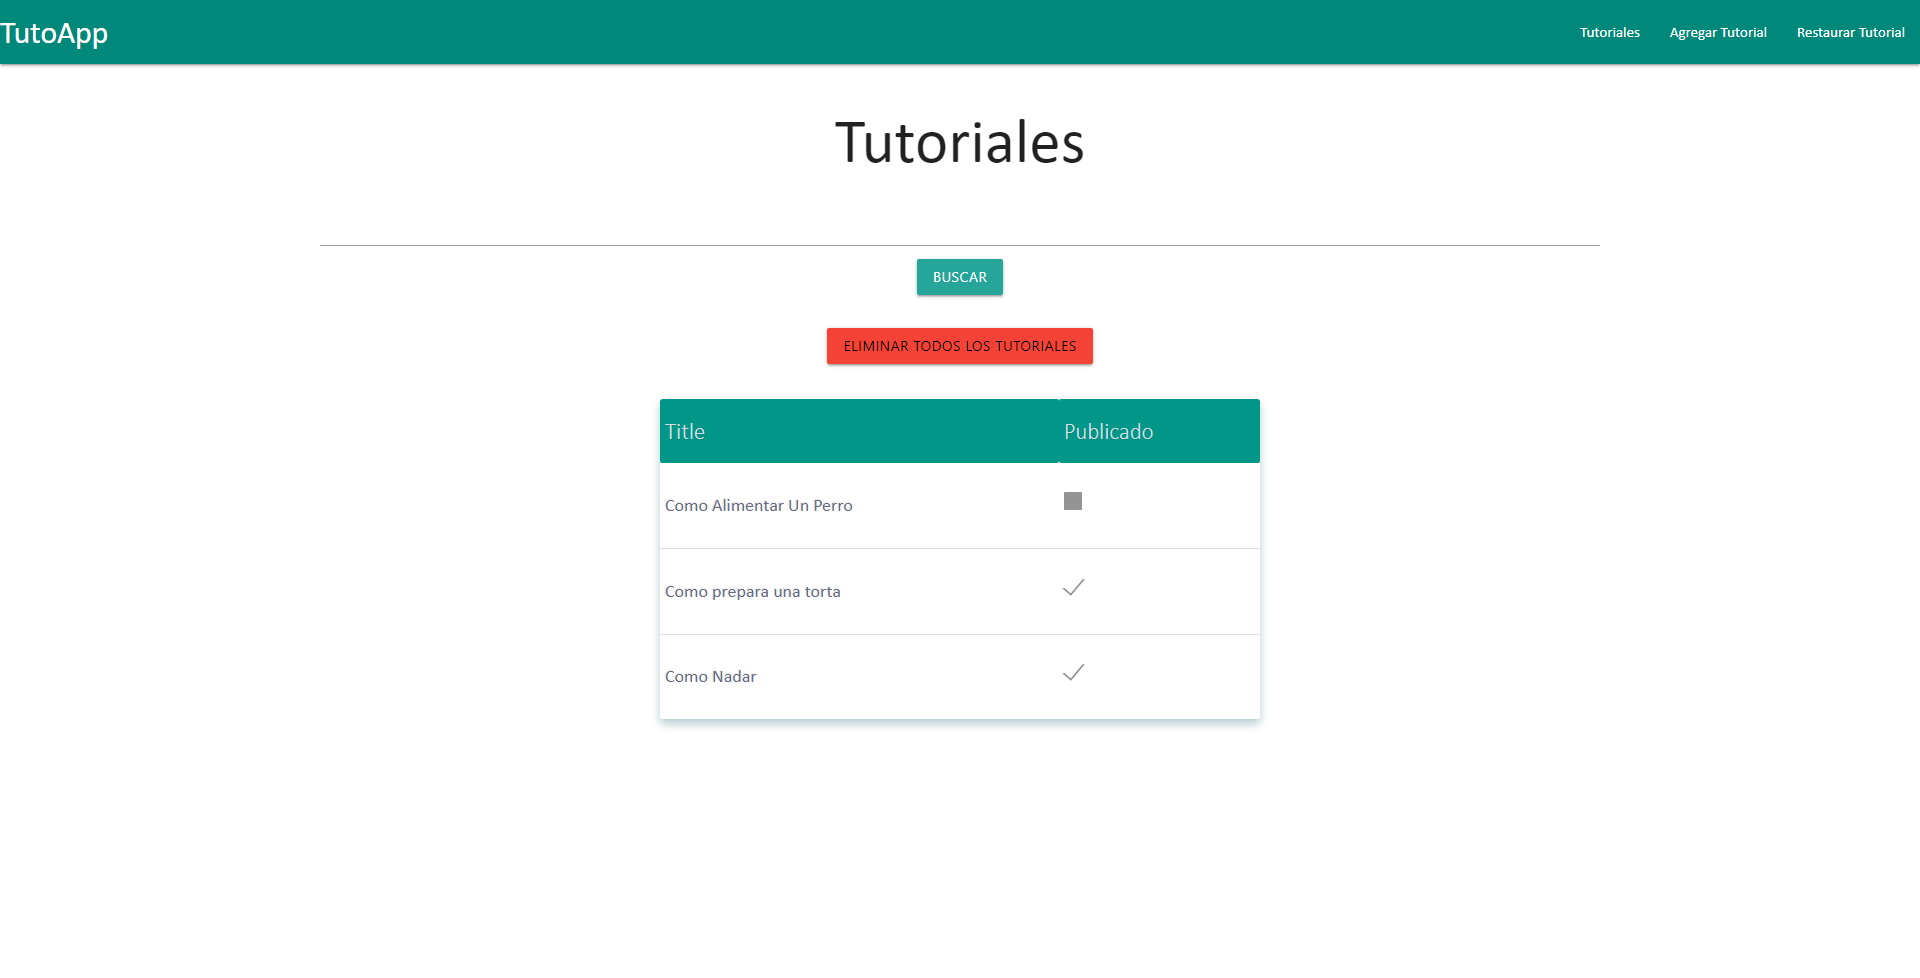 TutoApp
Tutoriales
Agregar Tutorial
Restaurar Tutorial
Tutoriales
BUSCAR
ELIMINAR TODOS LOS TUTORIALES
Title Publicado
Como Alimentar Un Perro
Como prepara una torta
Como Nadar